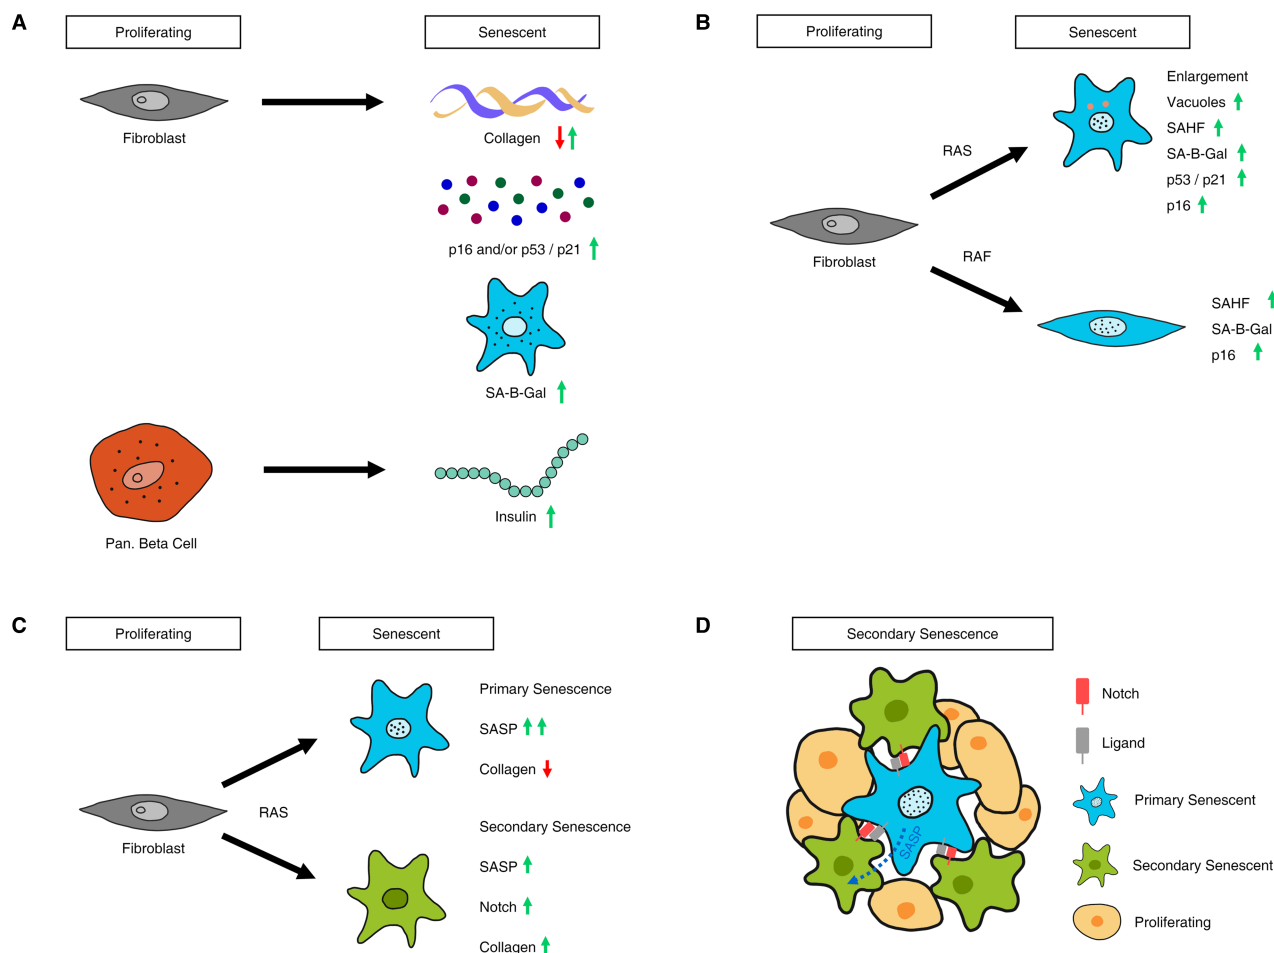 A
Proliferating
Senescent
Fibroblast
Collagen
p16 and/or p53 / p21
SA-B-Gal
Pan. Beta Cell
Insulin
B
Proliferating
Senescent
Fibroblast
RAS
RAF
Enlargement
Vacuoles
SAHF
SA-B-Gal
p53 / p21
p16
SAHF
SA-B-Gal
p16
C
Proliferating
Senescent
Fibroblast
RAS
Primary Senescence
SASP
Collagen
Secondary Senescence
SASP
Notch
Collagen
D
Secondary Senescence
SASP
Notch
Ligand
Primary Senescent
Secondary Senescent
Proliferating